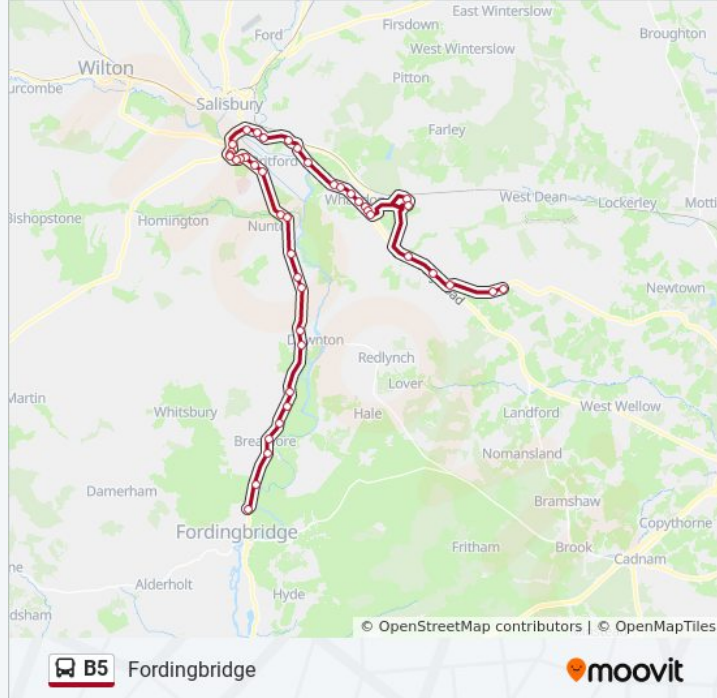 East Winterslow
Firsdown
Ford
Broughton
West Winterslow
Wilton
Pitton
urcombe
Salisbury
Farley
West Dean
Lockerley
Motti
Bishopstone
Homington
Newtown
Redlynch
Lover
Martin
Whitsbury
Hale
Landford
West Wellow
Nomansland
Damerham
Bramshaw
Fordingbridge
Copythorne
Fritham
Brook
Cadnam
Alderholt
Hyde
dsham
© OpenStreetMap contributors | © OpenMapTiles
B5 Fordingbridge
moovit